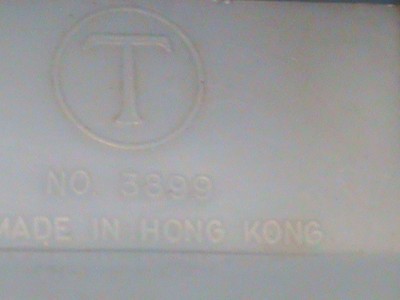 T
NO 3899
MADE IN HONG KONG